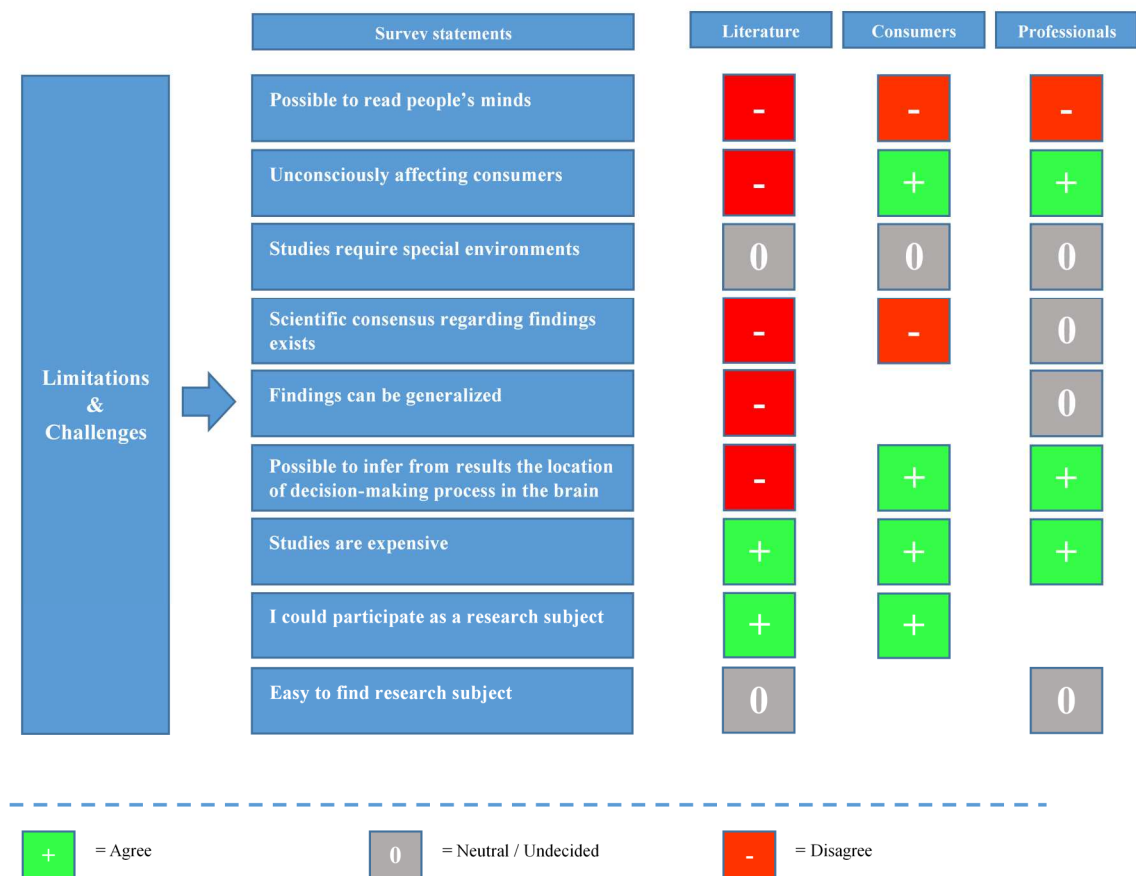 Survev statements
Literature
Consumers
Professionals
Limitations
&
Challenges
Possible to read people's minds
-
-
-
Unconsciously affecting consumers
-
+
+
Studies require special environments
0
0
0
Scientific consensus regarding findings
exists
-
-
0
Findings can be generalized
-
0
Possible to infer from results the location
of decision-making process in the brain
-
+
+
Studies are expensive
+
+
+
I could participate as a research subject
+
+
Easy to find research subject
0
0
+ = Agree
0 = Neutral / Undecided
- = Disagree